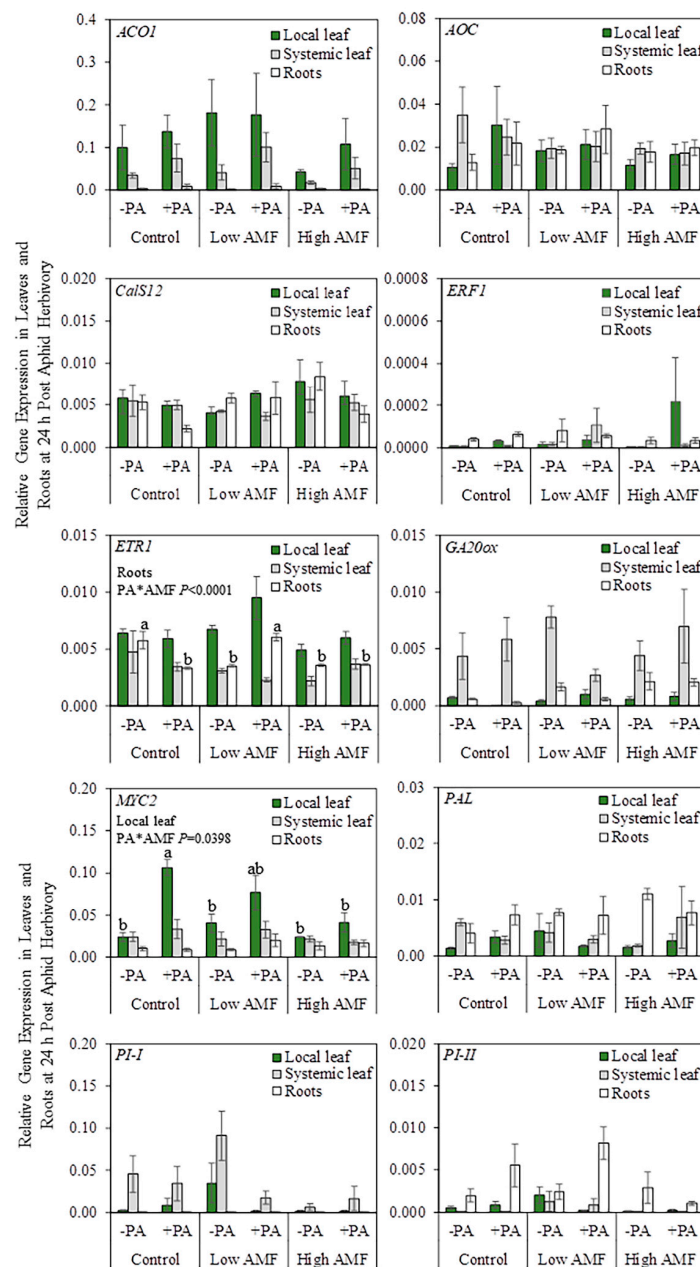 ACO1
Local leaf
Systemic leaf
Roots
0.4
0.3
0.2
0.1
0.0
-PA +PA -PA +PA -PA +PA
Control Low AMF High AMF
AOC
Local leaf
Systemic leaf
Roots
0.08
0.06
0.04
0.02
0.00
-PA +PA -PA +PA -PA +PA
Control Low AMF High AMF
Relative Gene Expression in Leaves and
Roots at 24 h Post Aphid Herbivory
CalS12
Local leaf
Systemic leaf
Roots
0.020
0.015
0.010
0.005
0.000
-PA +PA -PA +PA -PA +PA
Control Low AMF High AMF
ERF1
Local leaf
Systemic leaf
Roots
0.0008
0.0006
0.0004
0.0002
0.0000
-PA +PA -PA +PA -PA +PA
Control Low AMF High AMF
ETR1
Local leaf
Systemic leaf
Roots
Roots
PA*AMF P<0.0001
0.015
0.010
0.005
0.000
a b b a b b
-PA +PA -PA +PA -PA +PA
Control Low AMF High AMF
GA20ox
Local leaf
Systemic leaf
Roots
0.015
0.010
0.005
0.000
-PA +PA -PA +PA -PA +PA
Control Low AMF High AMF
MYC2
Local leaf
Systemic leaf
Roots
Local leaf
PA*AMF P=0.0398
0.20
0.15
0.10
0.05
0.00
b a b ab b b
-PA +PA -PA +PA -PA +PA
Control Low AMF High AMF
PAL
Local leaf
Systemic leaf
Roots
0.03
0.02
0.01
0.00
-PA +PA -PA +PA -PA +PA
Control Low AMF High AMF
Relative Gene Expression in Leaves and
Roots at 24 h Post Aphid Herbivory
PI-I
Local leaf
Systemic leaf
Roots
0.20
0.15
0.10
0.05
0.00
-PA +PA -PA +PA -PA +PA
Control Low AMF High AMF
PI-II
Local leaf
Systemic leaf
Roots
0.020
0.015
0.010
0.005
0.000
-PA +PA -PA +PA -PA +PA
Control Low AMF High AMF